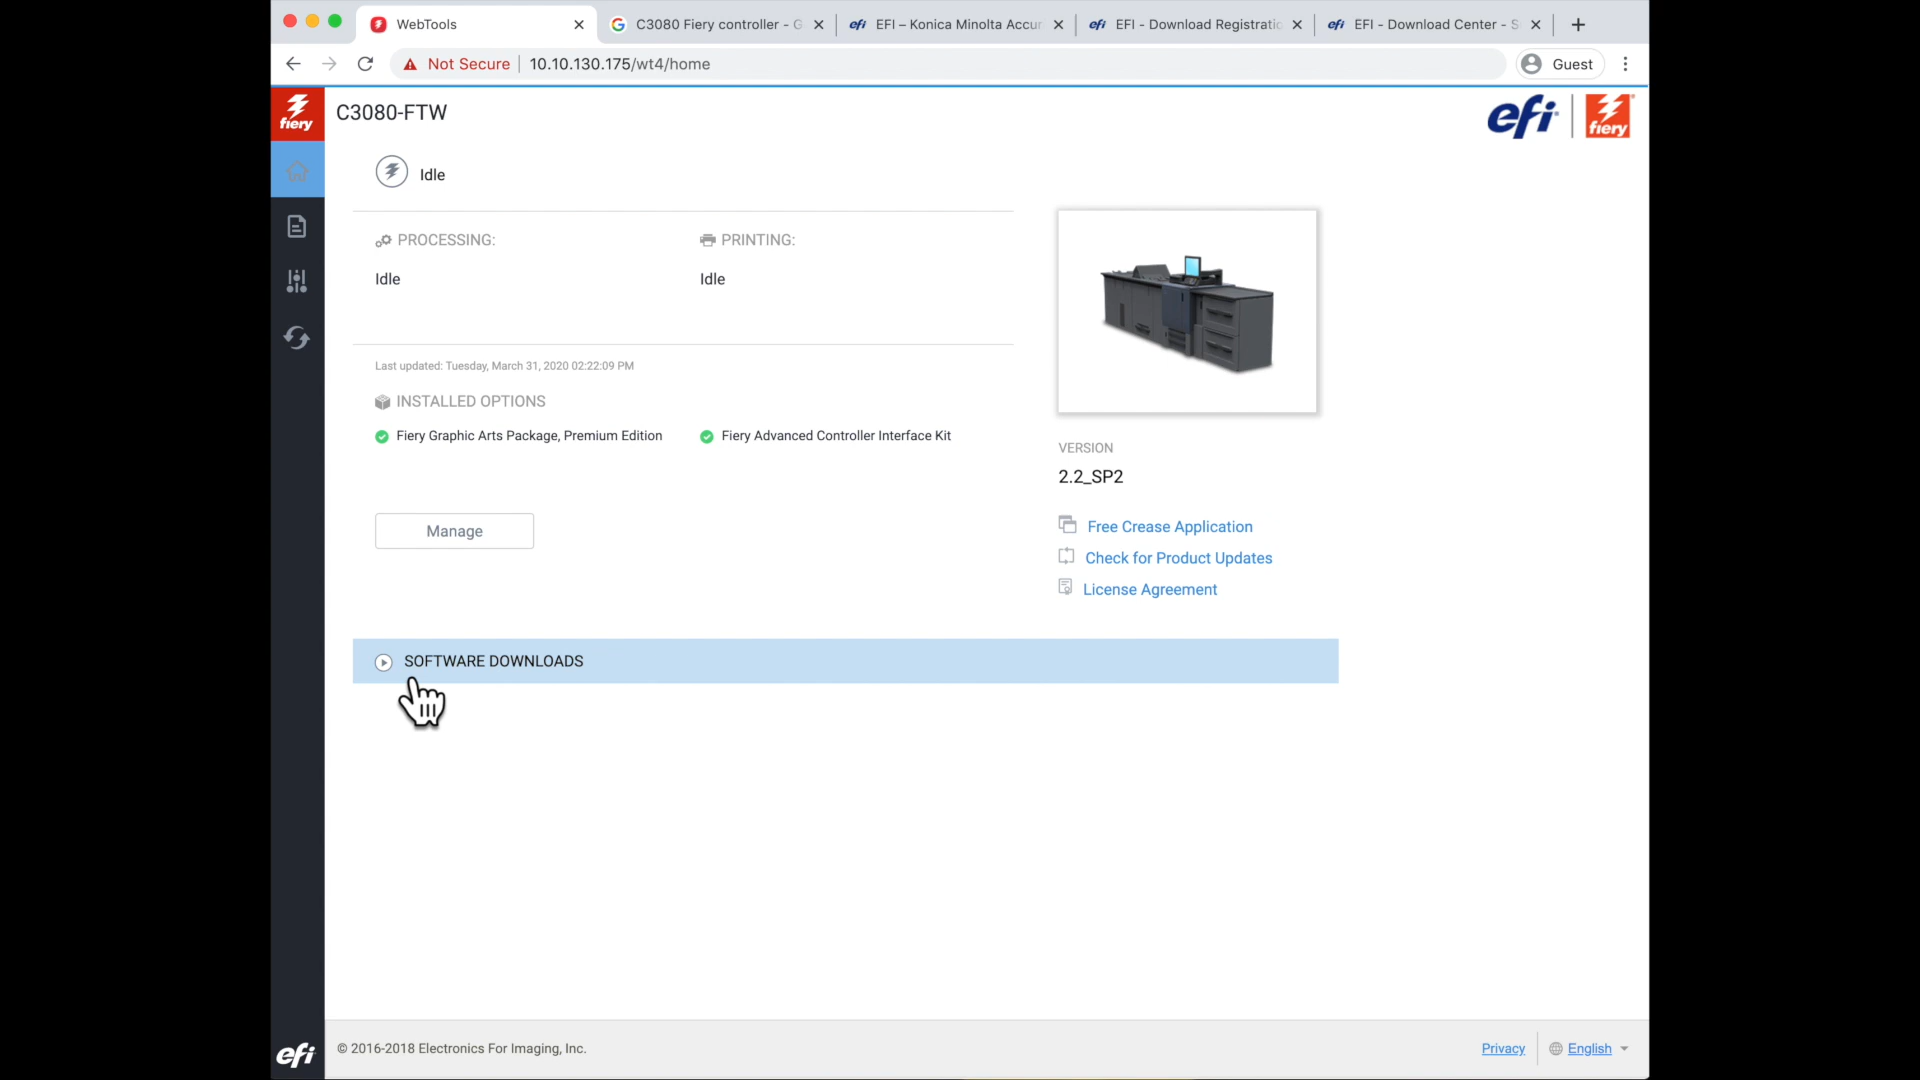 WebTools
C3080 Fiery controller - G
efi EFI – Konica Minolta Accur
efi EFI - Download Registratio
efi EFI - Download Center - S
Not Secure 10.10.130.175/wt4/home
Guest
fiery
C3080-FTW
efi fiery
Idle
PROCESSING:
PRINTING:
Idle
Idle
Last updated: Tuesday, March 31, 2020 02:22:09 PM
INSTALLED OPTIONS
Fiery Graphic Arts Package, Premium Edition
Fiery Advanced Controller Interface Kit
VERSION
2.2_SP2
Manage
Free Crease Application
Check for Product Updates
License Agreement
SOFTWARE DOWNLOADS
efi
© 2016-2018 Electronics For Imaging, Inc.
Privacy
English